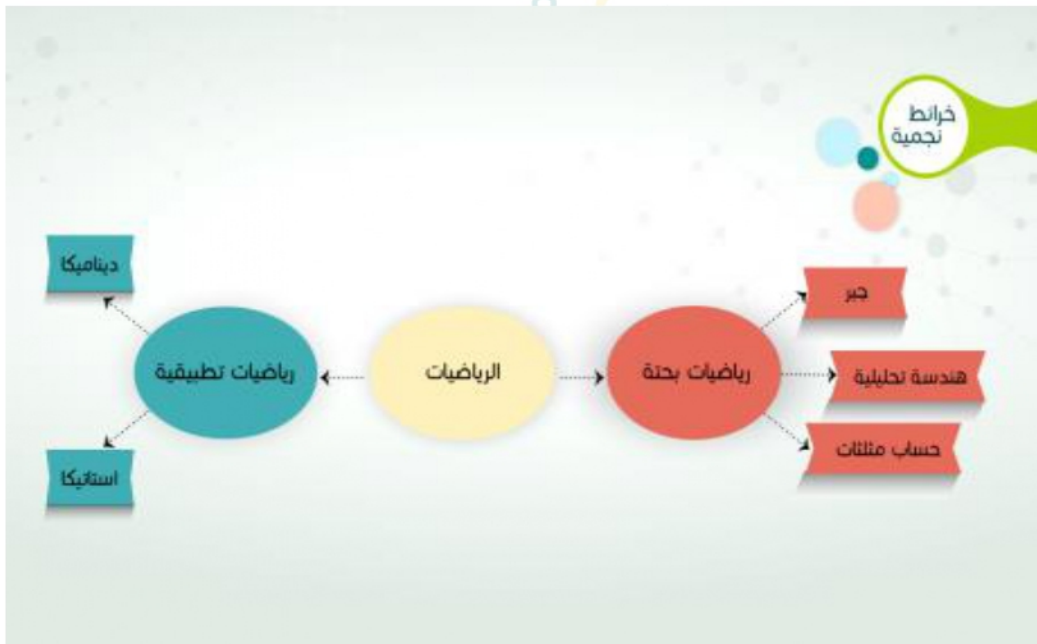 خرائط
نجمية
جبر
هندسة تحليلية
حساب مثلثات
رياضيات بحتة
الرياضيات
رياضيات تطبيقية
ديناميكا
استاتيكا